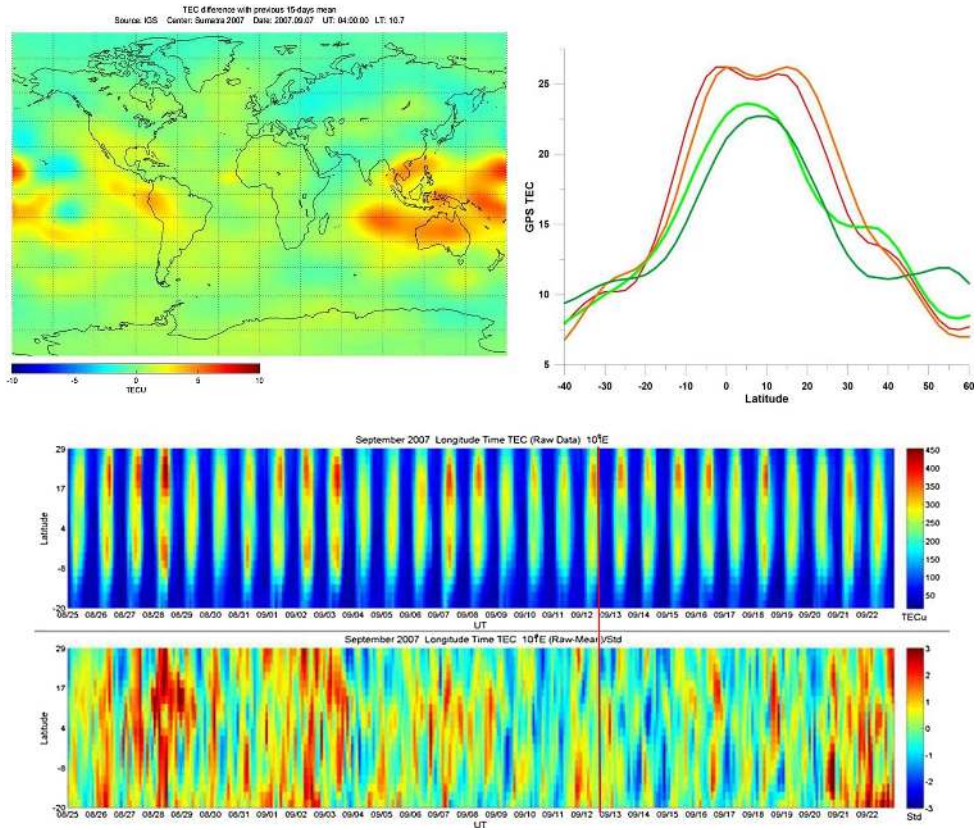 TEC difference with previous 15-days mean
Source: IGS Center: Sumatra 2007 Date: 2007.09.07 UT: 04:00:00 LT: 10.7
-10 -5 0 5 10
TECU
25
20
15
10
5
GPS TEC
-40 -30 -20 -10 0 10 20 30 40 50 60
Latitude
September 2007 Longitude Time TEC (Raw Data) 101°E
29
17
4
-8
-20
Latitude
08/25 08/26 08/27 08/28 08/29 08/30 08/31 09/01 09/02 09/03 09/04 09/05 09/06 09/07 09/08 09/09 09/10 09/11 09/12 09/13 09/14 09/15 09/16 09/17 09/18 09/19 09/20 09/21 09/22
UT
450
400
350
300
250
200
150
100
50
TECu
September 2007 Longitude Time TEC 101°E (Raw-Mean)/Std
29
17
4
-8
-20
Latitude
08/25 08/26 08/27 08/28 08/29 08/30 08/31 09/01 09/02 09/03 09/04 09/05 09/06 09/07 09/08 09/09 09/10 09/11 09/12 09/13 09/14 09/15 09/16 09/17 09/18 09/19 09/20 09/21 09/22
UT
3
2
1
0
-1
-2
-3
Std